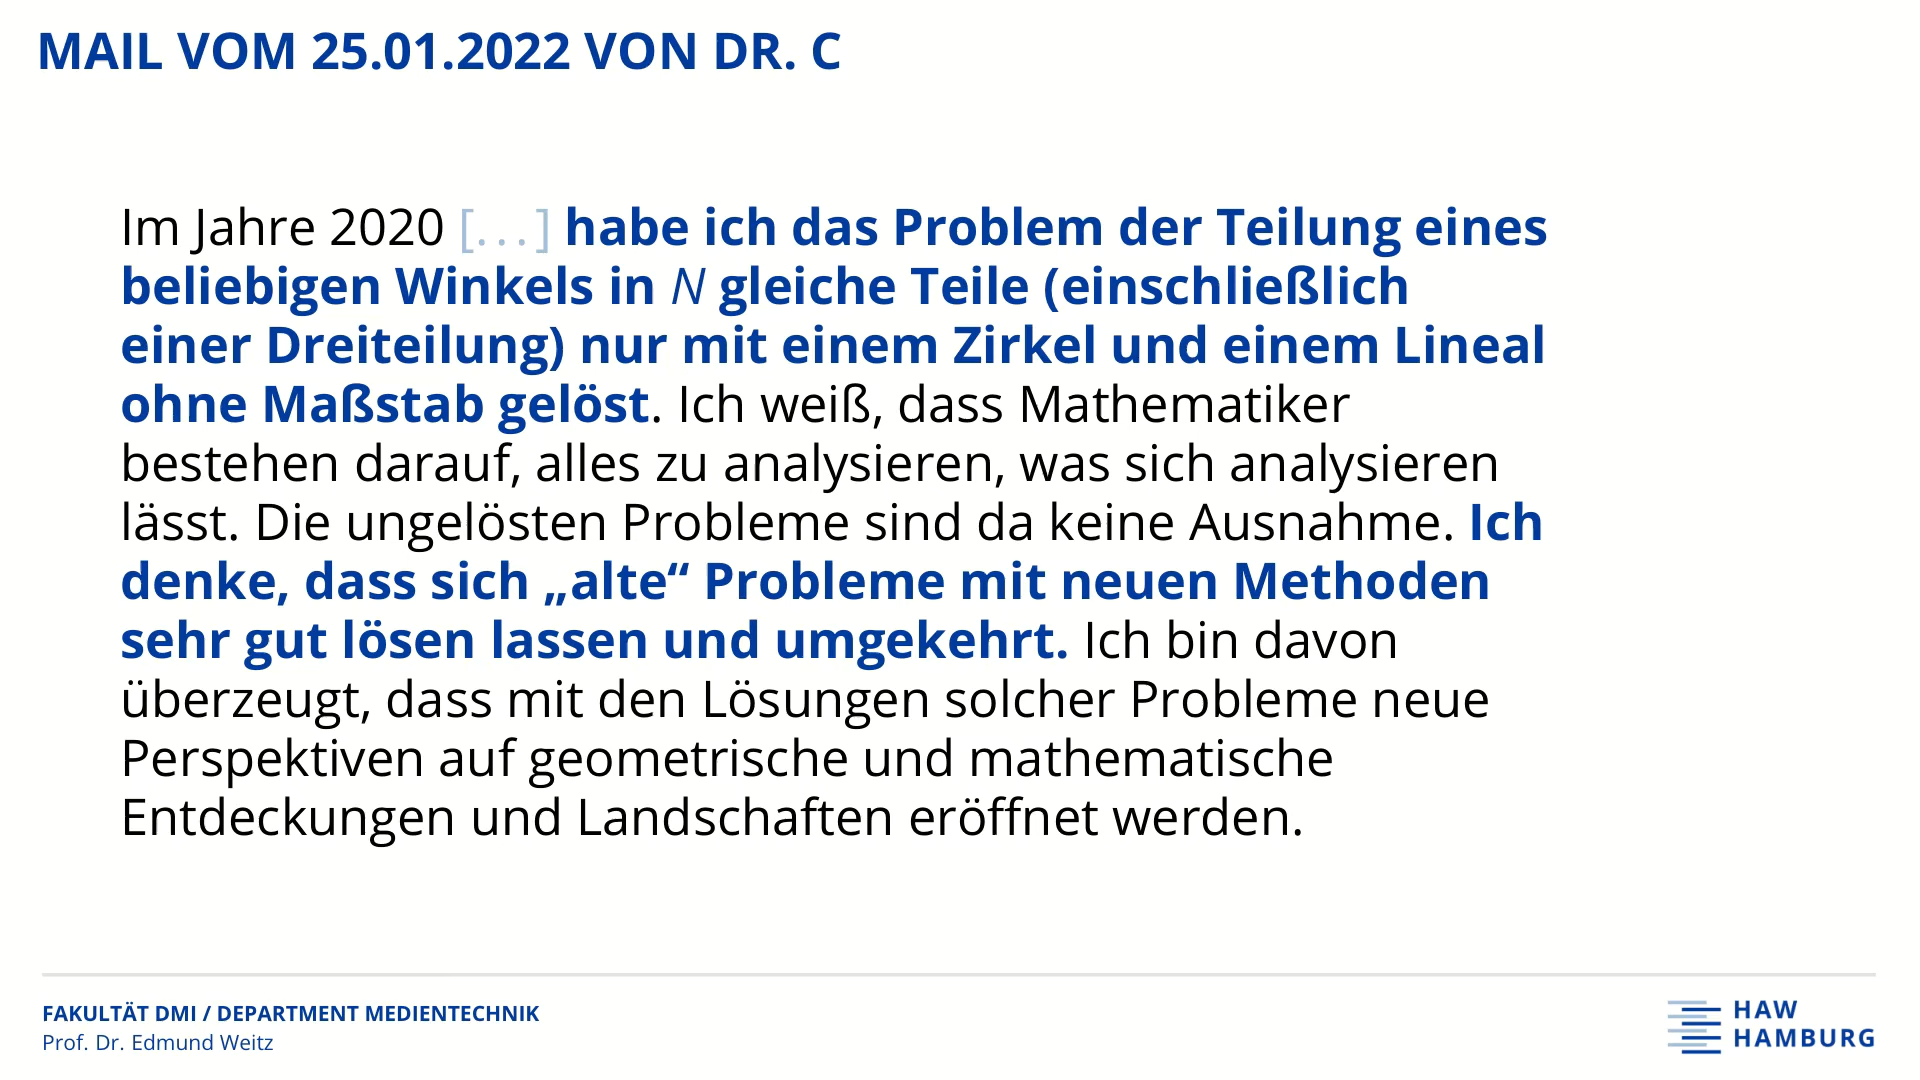 MAIL VOM 25.01.2022 VON DR. C
Im Jahre 2020 [...] habe ich das Problem der Teilung eines
beliebigen Winkels in N gleiche Teile (einschließlich
einer Dreiteilung) nur mit einem Zirkel und einem Lineal
ohne Maßstab gelöst. Ich weiß, dass Mathematiker
bestehen darauf, alles zu analysieren, was sich analysieren
lässt. Die ungelösten Probleme sind da keine Ausnahme. Ich
denke, dass sich „alte“ Probleme mit neuen Methoden
sehr gut lösen lassen und umgekehrt. Ich bin davon
überzeugt, dass mit den Lösungen solcher Probleme neue
Perspektiven auf geometrische und mathematische
Entdeckungen und Landschaften eröffnet werden.
FAKULTÄT DMI / DEPARTMENT MEDIENTECHNIK
Prof. Dr. Edmund Weitz
HAW
HAMBURG